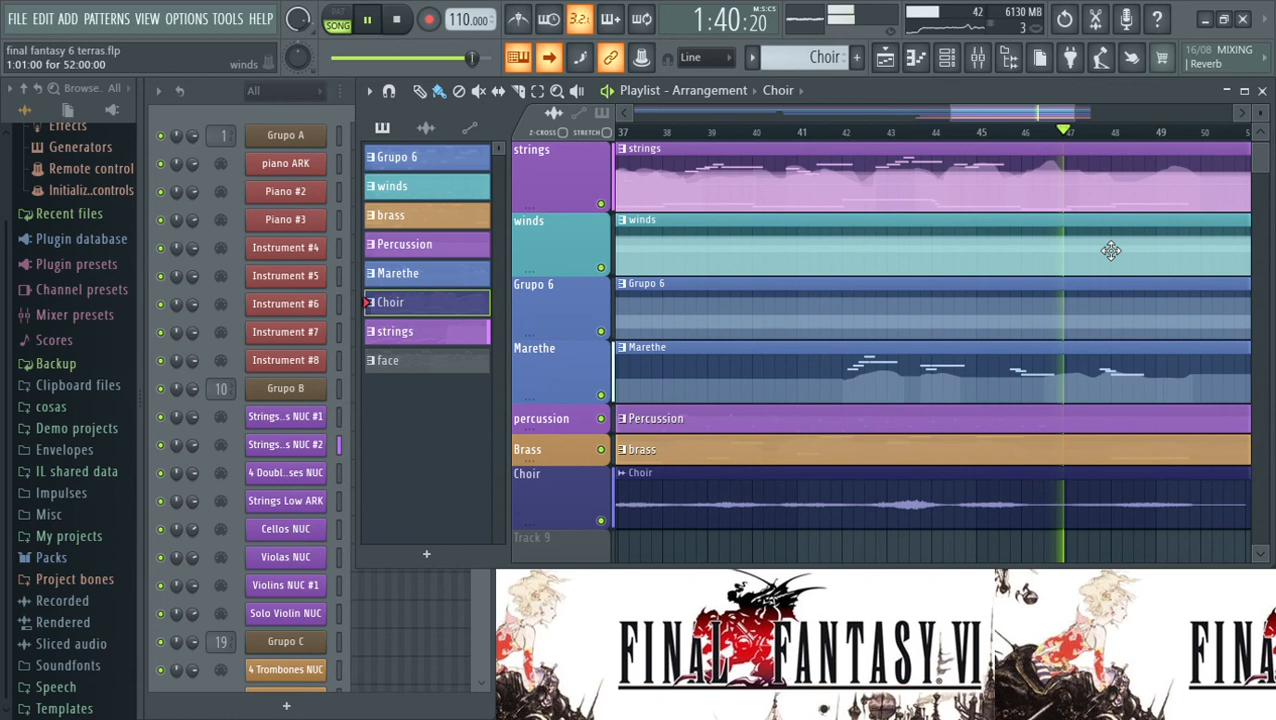 FILE EDIT ADD PATTERNS VIEW OPTIONS TOOLS HELP
PAT
SONG
110.000
3.2.
1:40:20
M:S:CS
42
6130 MB
3
final fantasy 6 terras.flp
1:01:00 for 52:00:00
winds
Line
Choir
16/08 MIXING
| Reverb
Browse.. All
Effects
Generators
Remote control
Initializ..controls
Recent files
Plugin database
Plugin presets
Channel presets
Mixer presets
Scores
Backup
Clipboard files
cosas
Demo projects
Envelopes
IL shared data
Impulses
Misc
My projects
Packs
Project bones
Recorded
Rendered
Sliced audio
Soundfonts
Speech
Templates
All
1 Grupo A
piano ARK
Piano #2
Piano #3
Instrument #4
Instrument #5
Instrument #6
Instrument #7
Instrument #8
10 Grupo B
Strings..s NUC #1
Strings..s NUC #2
4 Doubl..ses NUC
Strings Low ARK
Cellos NUC
Violas NUC
Violins NUC #1
Solo Violin NUC
19 Grupo C
4 Trombones NUC
Playlist - Arrangement › Choir ›
Grupo 6
winds
brass
Percussion
Marethe
Choir
strings
face
Z-CROSS STRETCH
37 38 39 40 41 42 43 44 45 46 47 48 49 50 5
strings
strings
winds
winds
Grupo 6
Grupo 6
Marethe
Marethe
percussion
Percussion
Brass
brass
Choir
Choir
Track 9
FINAL FANTASY VI